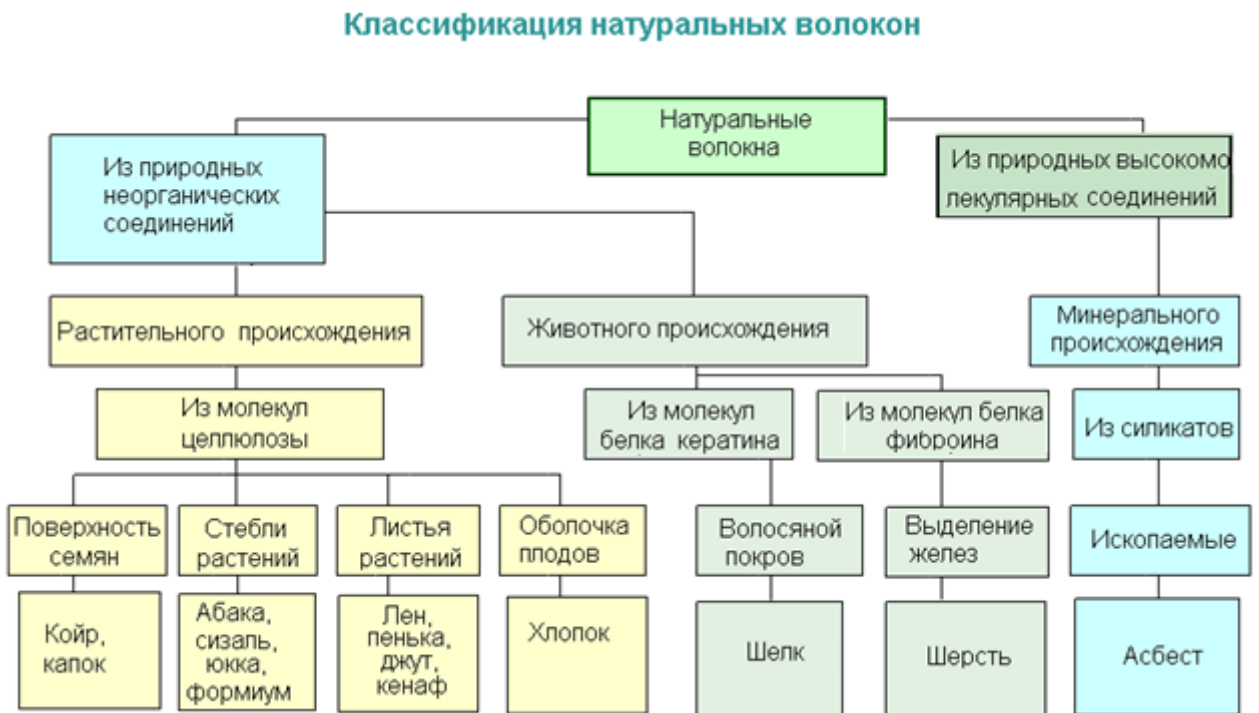 Классификация натуральных волокон
Натуральные
волокна
Из природных
неорганических
соединений
Из природных высокомо
лекулярных соединений
Растительного происхождения
Животного происхождения
Минерального
происхождения
Из молекул
целлюлозы
Из молекул
белка кератина
Из молекул белка
фиброина
Из силикатов
Поверхность
семян
Стебли
растений
Листья
растений
Оболочка
плодов
Волосяной
покров
Выделение
желез
Ископаемые
Койр,
капок
Абака,
сизаль,
юкка,
формиум
Лен,
пенька,
джут,
кенаф
Хлопок
Шелк
Шерсть
Асбест